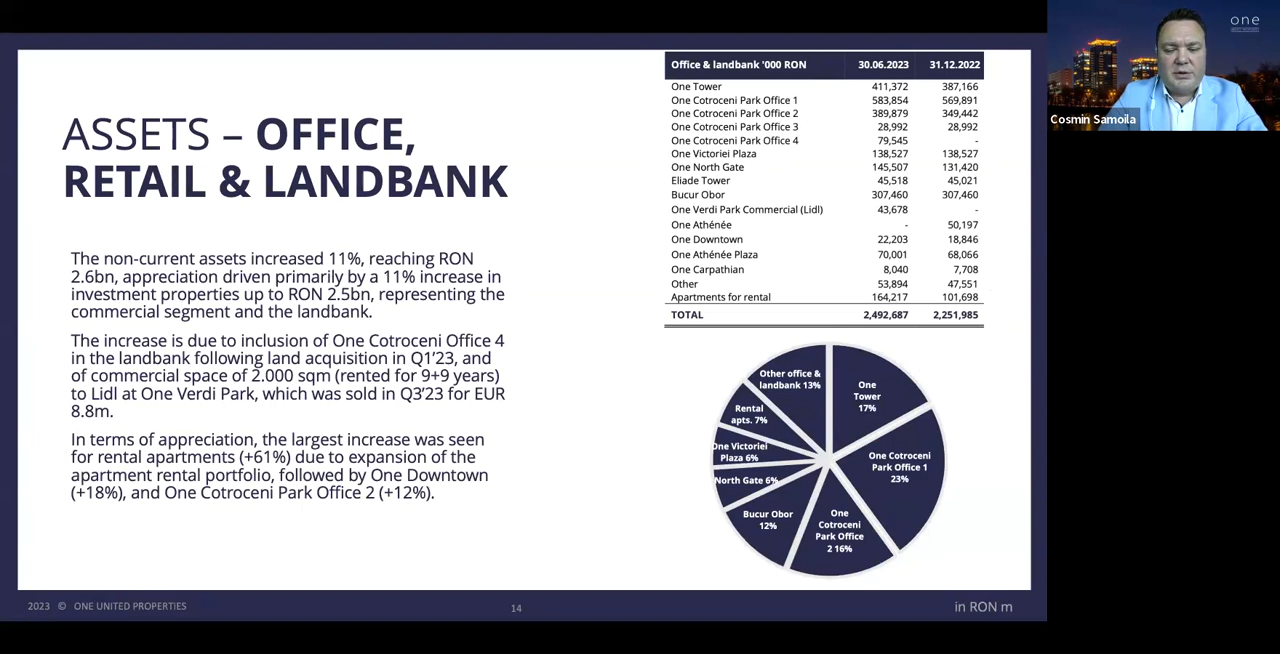 ASSETS – OFFICE,
RETAIL & LANDBANK
The non-current assets increased 11%, reaching RON
2.6bn, appreciation driven primarily by a 11% increase in
investment properties up to RON 2.5bn, representing the
commercial segment and the landbank.
The increase is due to inclusion of One Cotroceni Office 4
in the landbank following land acquisition in Q1’23, and
of commercial space of 2.000 sqm (rented for 9+9 years)
to Lidl at One Verdi Park, which was sold in Q3’23 for EUR
8.8m.
In terms of appreciation, the largest increase was seen
for rental apartments (+61%) due to expansion of the
apartment rental portfolio, followed by One Downtown
(+18%), and One Cotroceni Park Office 2 (+12%).
Office & landbank '000 RON 30.06.2023 31.12.2022
One Tower 411,372 387,166
One Cotroceni Park Office 1 583,854 569,891
One Cotroceni Park Office 2 389,879 349,442
One Cotroceni Park Office 3 28,992 28,992
One Cotroceni Park Office 4 79,545 -
One Victoriei Plaza 138,527 138,527
One North Gate 145,507 131,420
Eliade Tower 45,518 45,021
Bucur Obor 307,460 307,460
One Verdi Park Commercial (Lidl) 43,678 -
One Athénée - 50,197
One Downtown 22,203 18,846
One Athénée Plaza 70,001 68,066
One Carpathian 8,040 7,708
Other 53,894 47,551
Apartments for rental 164,217 101,698
TOTAL 2,492,687 2,251,985
Other office &
landbank 13%
One
Tower
17%
Rental
apts. 7%
One Victoriei
Plaza 6%
North Gate 6%
One Cotroceni
Park Office 1
23%
Bucur Obor
12%
One
Cotroceni
Park Office
2 16%
2023 © ONE UNITED PROPERTIES
14
in RON m
one
Cosmin Samoila